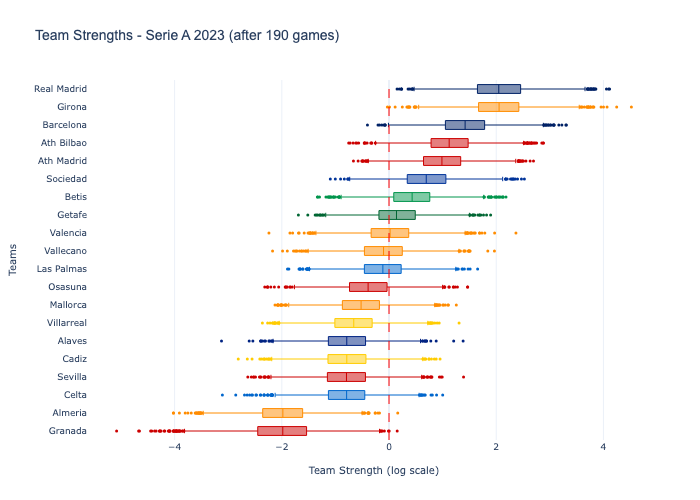 Team Strengths - Serie A 2023 (after 190 games)
Real Madrid
Girona
Barcelona
Ath Bilbao
Ath Madrid
Sociedad
Betis
Getafe
Valencia
Vallecano
Las Palmas
Osasuna
Mallorca
Villarreal
Alaves
Cadiz
Sevilla
Celta
Almeria
Granada
Teams
−4 −2 0 2 4
Team Strength (log scale)